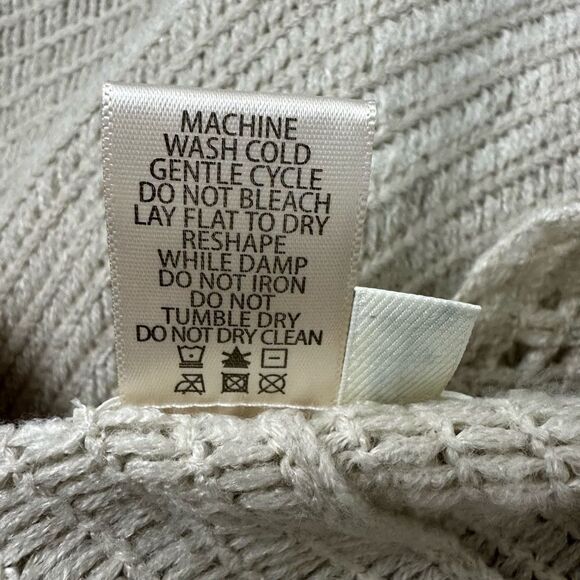 MACHINE
WASH COLD
GENTLE CYCLE
DO NOT BLEACH
LAY FLAT TO DRY
RESHAPE
WHILE DAMP
DO NOT IRON
DO NOT
TUMBLE DRY
DO NOT DRY CLEAN